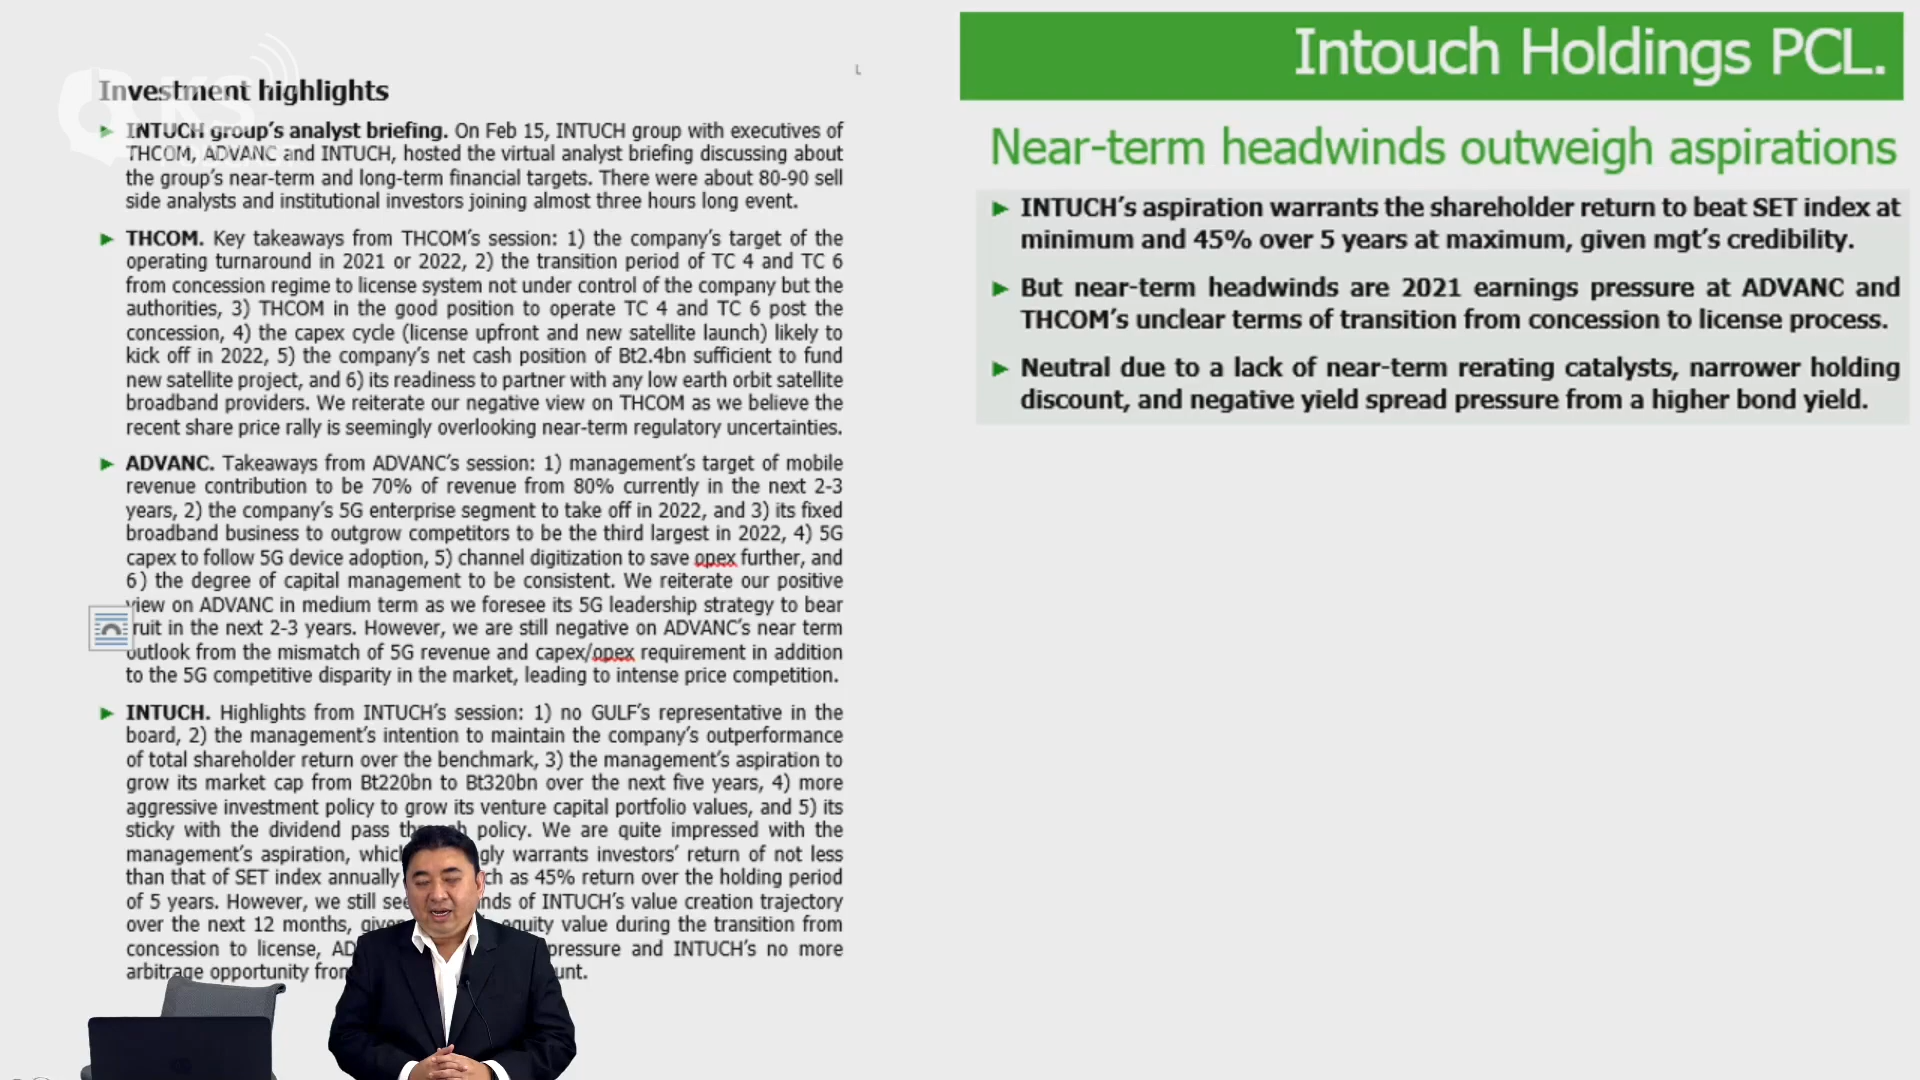 KS
Investment highlights
INTUCH group's analyst briefing. On Feb 15, INTUCH group with executives of
THCOM, ADVANC and INTUCH, hosted the virtual analyst briefing discussing about
the group's near-term and long-term financial targets. There were about 80-90 sell
side analysts and institutional investors joining almost three hours long event.
THCOM. Key takeaways from THCOM's session: 1) the company's target of the
operating turnaround in 2021 or 2022, 2) the transition period of TC 4 and TC 6
from concession regime to license system not under control of the company but the
authorities, 3) THCOM in the good position to operate TC 4 and TC 6 post the
concession, 4) the capex cycle (license upfront and new satellite launch) likely to
kick off in 2022, 5) the company's net cash position of Bt2.4bn sufficient to fund
new satellite project, and 6) its readiness to partner with any low earth orbit satellite
broadband providers. We reiterate our negative view on THCOM as we believe the
recent share price rally is seemingly overlooking near-term regulatory uncertainties.
ADVANC. Takeaways from ADVANC's session: 1) management's target of mobile
revenue contribution to be 70% of revenue from 80% currently in the next 2-3
years, 2) the company's 5G enterprise segment to take off in 2022, and 3) its fixed
broadband business to outgrow competitors to be the third largest in 2022, 4) 5G
capex to follow 5G device adoption, 5) channel digitization to save opex further, and
6) the degree of capital management to be consistent. We reiterate our positive
view on ADVANC in medium term as we foresee its 5G leadership strategy to bear
ruit in the next 2-3 years. However, we are still negative on ADVANC's near term
outlook from the mismatch of 5G revenue and capex/opex requirement in addition
to the 5G competitive disparity in the market, leading to intense price competition.
INTUCH. Highlights from INTUCH's session: 1) no GULF's representative in the
board, 2) the management's intention to maintain the company's outperformance
of total shareholder return over the benchmark, 3) the management's aspiration to
grow its market cap from Bt220bn to Bt320bn over the next five years, 4) more
aggressive investment policy to grow its venture capital portfolio values, and 5) its
sticky with the dividend pass through policy. We are quite impressed with the
management's aspiration, warrants investors' return of not less
than that of SET index annually as 45% return over the holding period
of 5 years. However, we still of INTUCH's value creation trajectory
over the next 12 months, equity value during the transition from
concession to license, pressure and INTUCH's no more
arbitrage opportunity
Intouch Holdings PCL.
Near-term headwinds outweigh aspirations
INTUCH's aspiration warrants the shareholder return to beat SET index at
minimum and 45% over 5 years at maximum, given mgt's credibility.
But near-term headwinds are 2021 earnings pressure at ADVANC and
THCOM's unclear terms of transition from concession to license process.
Neutral due to a lack of near-term rerating catalysts, narrower holding
discount, and negative yield spread pressure from a higher bond yield.